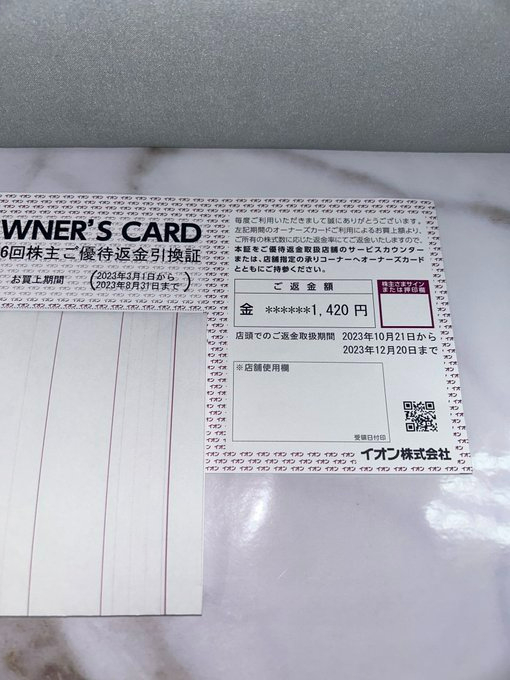 WNER'S CARD
6回株主ご優待返金引換証
お買上期間
(2023年3月1日から
2023年8月31日まで)
毎度ご利用いただきまして誠にありがとうございます。
左記期間のオーナーズカードご利用によるお買上額より、
ご所有の株式数に応じた返金率にてご返金いたしますので、
本証をご優待返金取扱店舗のサービスカウンター
または、店舗指定の承りコーナーへオーナーズカード
とともにご持参ください。
ご返金額
金 ******1,420 円
株主さまサイン
または押印欄
店頭でのご返金取扱期間 2023年10月21日から
2023年12月20日まで
※店舗使用欄
受領日付印
イオン株式会社